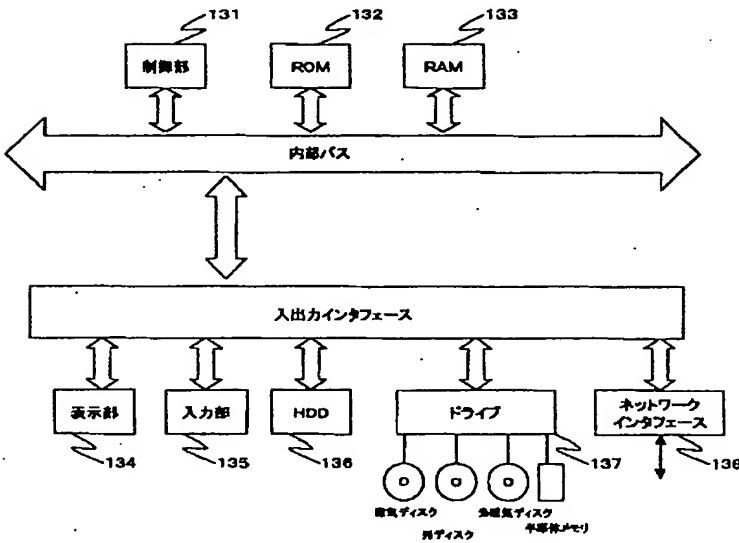 131
132
133
制御部
ROM
RAM
内部バス
入出力インタフェース
表示部
入力部
HDD
ドライブ
ネットワーク
インタフェース
134
135
136
137
138
磁気ディスク
光ディスク
光磁気ディスク
半導体メモリ